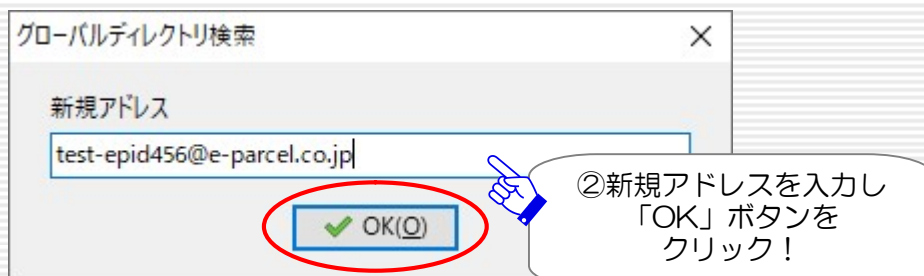 グローバルディレクトリ検索
新規アドレス
test-epid456@e-parcel.co.jp
OK(O)
②新規アドレスを入力し
「OK」ボタンを
クリック！